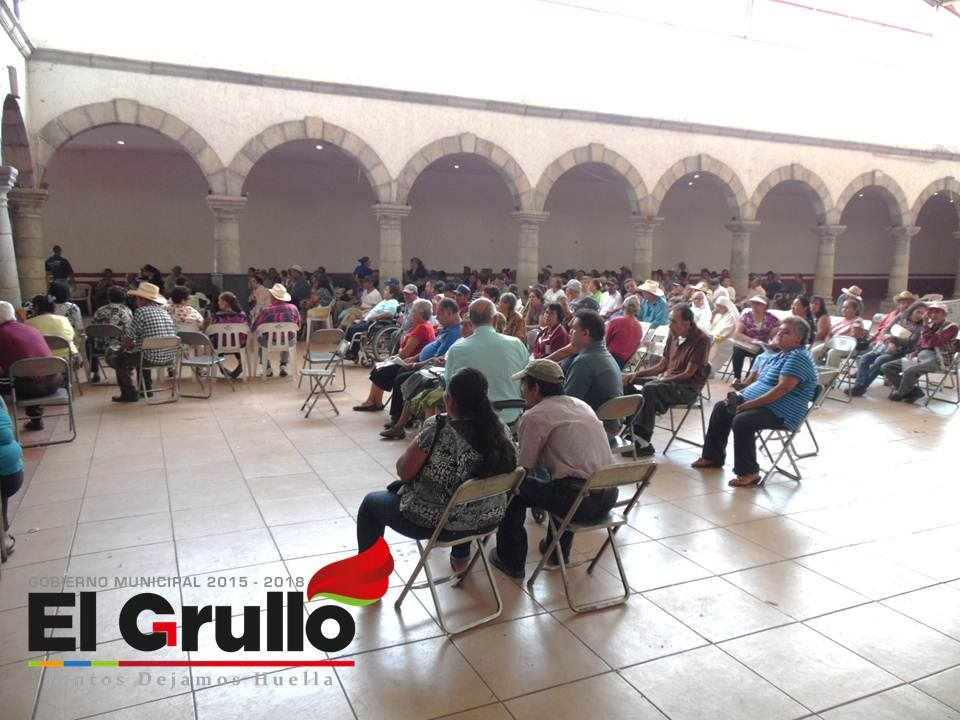 GOBIERNO MUNICIPAL 2015 - 2018
El Grullo
Juntos Dejamos Huella